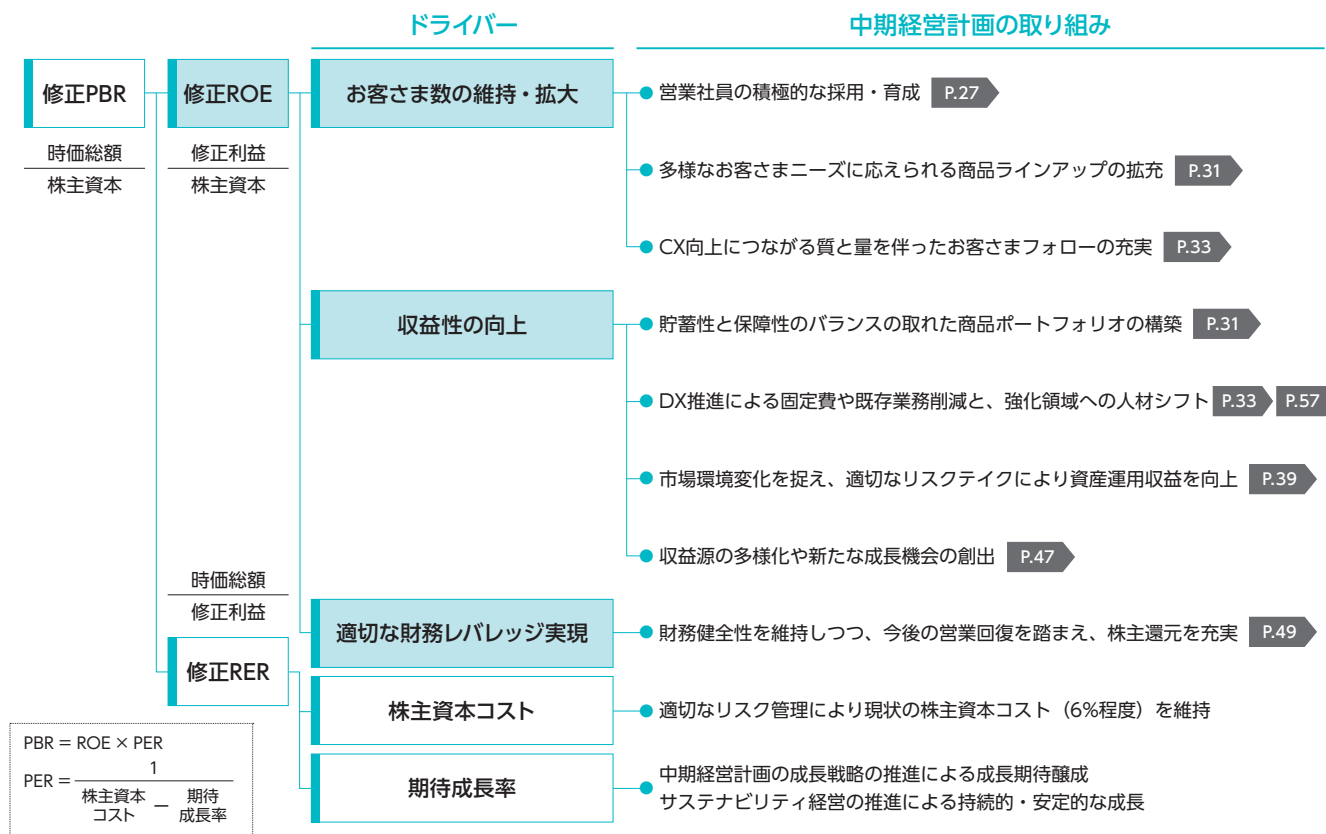 ドライバー
中期経営計画の取り組み
修正PBR
時価総額
株主資本
修正ROE
修正利益
株主資本
お客さま数の維持・拡大
営業社員の積極的な採用・育成 P.27
多様なお客さまニーズに応えられる商品ラインアップの拡充 P.31
CX向上につながる質と量を伴ったお客さまフォローの充実 P.33
収益性の向上
貯蓄性と保障性のバランスの取れた商品ポートフォリオの構築 P.31
DX推進による固定費や既存業務削減と、強化領域への人材シフト P.33 P.57
市場環境変化を捉え、適切なリスクテイクにより資産運用収益を向上 P.39
収益源の多様化や新たな成長機会の創出 P.47
適切な財務レバレッジ実現
財務健全性を維持しつつ、今後の営業回復を踏まえ、株主還元を充実 P.49
時価総額
修正利益
修正RER
株主資本コスト
適切なリスク管理により現状の株主資本コスト（6%程度）を維持
期待成長率
中期経営計画の成長戦略の推進による成長期待醸成
サステナビリティ経営の推進による持続的・安定的な成長
PBR = ROE × PER
1
PER =
株主資本 － 期待
コスト 成長率